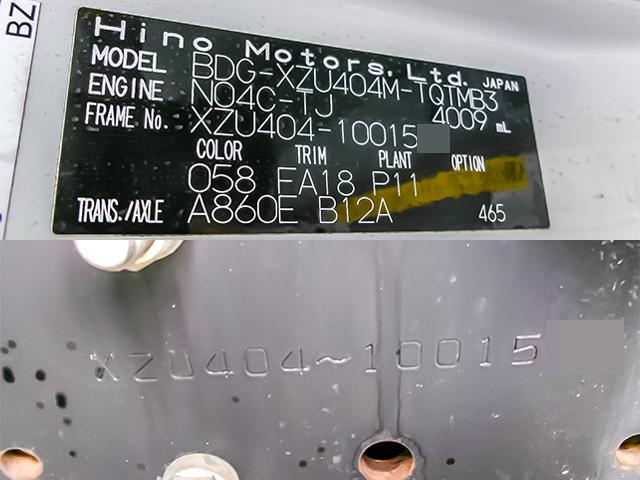 BZ
Hino Motors, Ltd. JAPAN
MODEL BDG-XZU404M-TQTMB3
ENGINE N04C-TJ 4009 mL
FRAME No. XZU404-10015
COLOR TRIM PLANT OPTION
058 FA18 P11
TRANS./AXLE A860E B12A 465
XZU404~10015